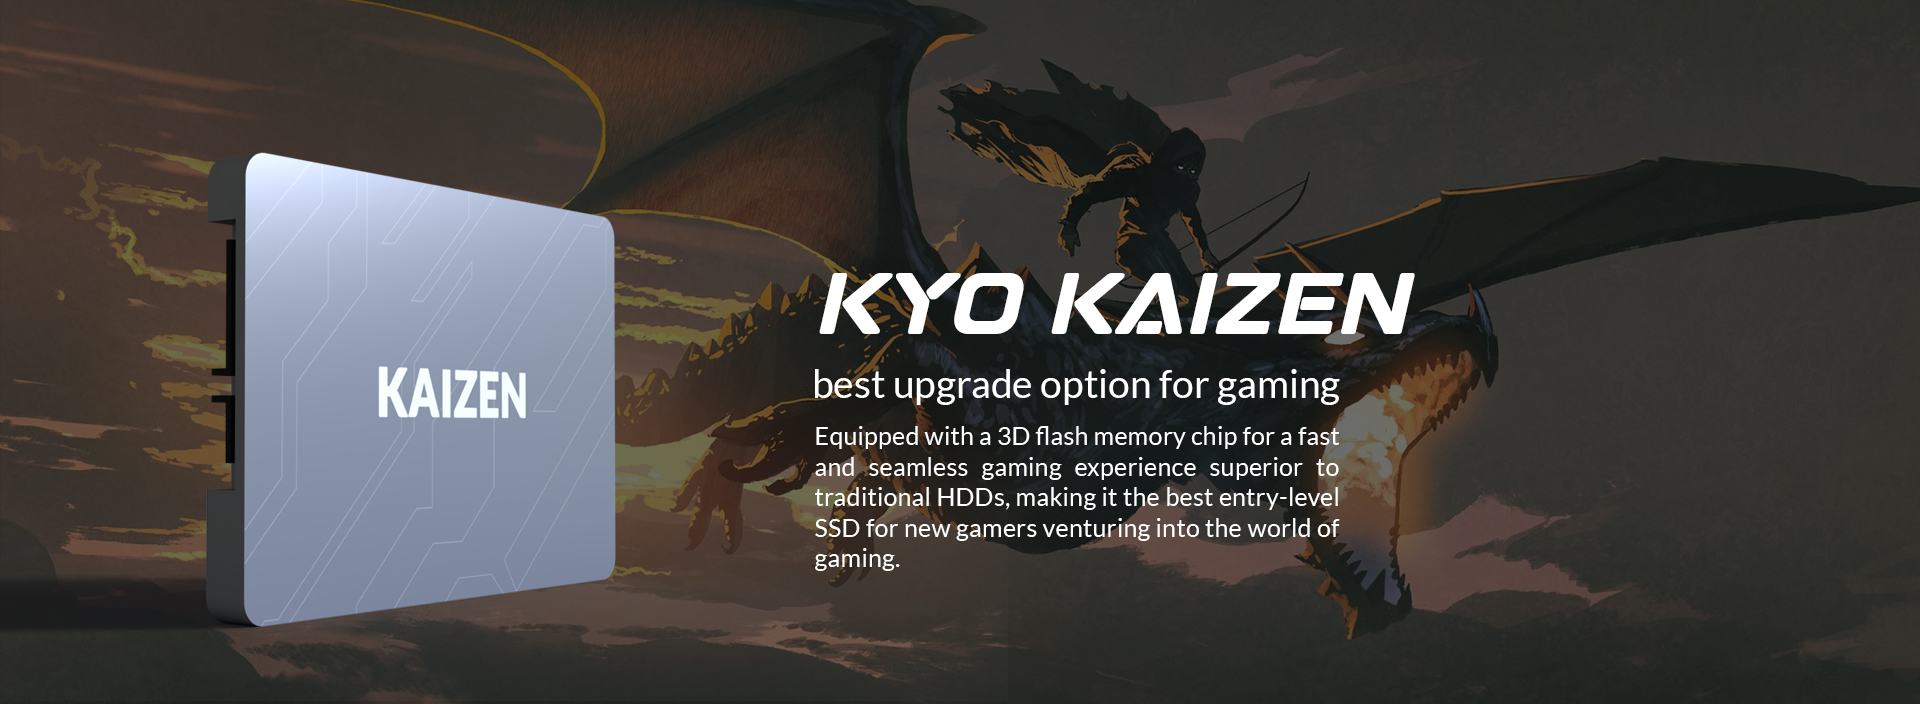 KAIZEN
KYO KAIZEN
best upgrade option for gaming
Equipped with a 3D flash memory chip for a fast
and seamless gaming experience superior to
traditional HDDs, making it the best entry-level
SSD for new gamers venturing into the world of
gaming.